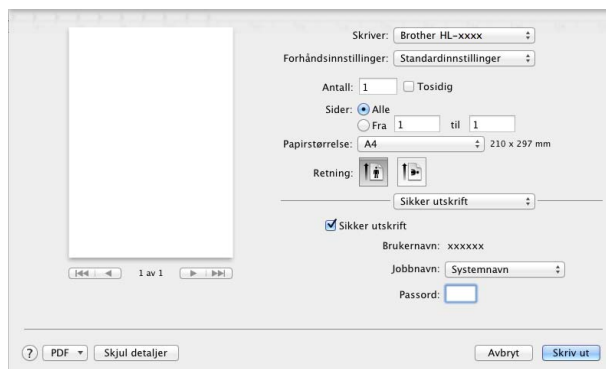 Skriver: Brother HL-xxxx
Forhåndsinnstillinger: Standardinnstillinger
Antall: 1 Tosidig
Sider: Alle
Fra 1 til 1
Papirstørrelse: A4 210 x 297 mm
Retning:
Sikker utskrift
Sikker utskrift
Brukernavn: xxxxxx
Jobbnavn: Systemnavn
Passord:
1 av 1
? PDF Skjul detaljer Avbryt Skriv ut